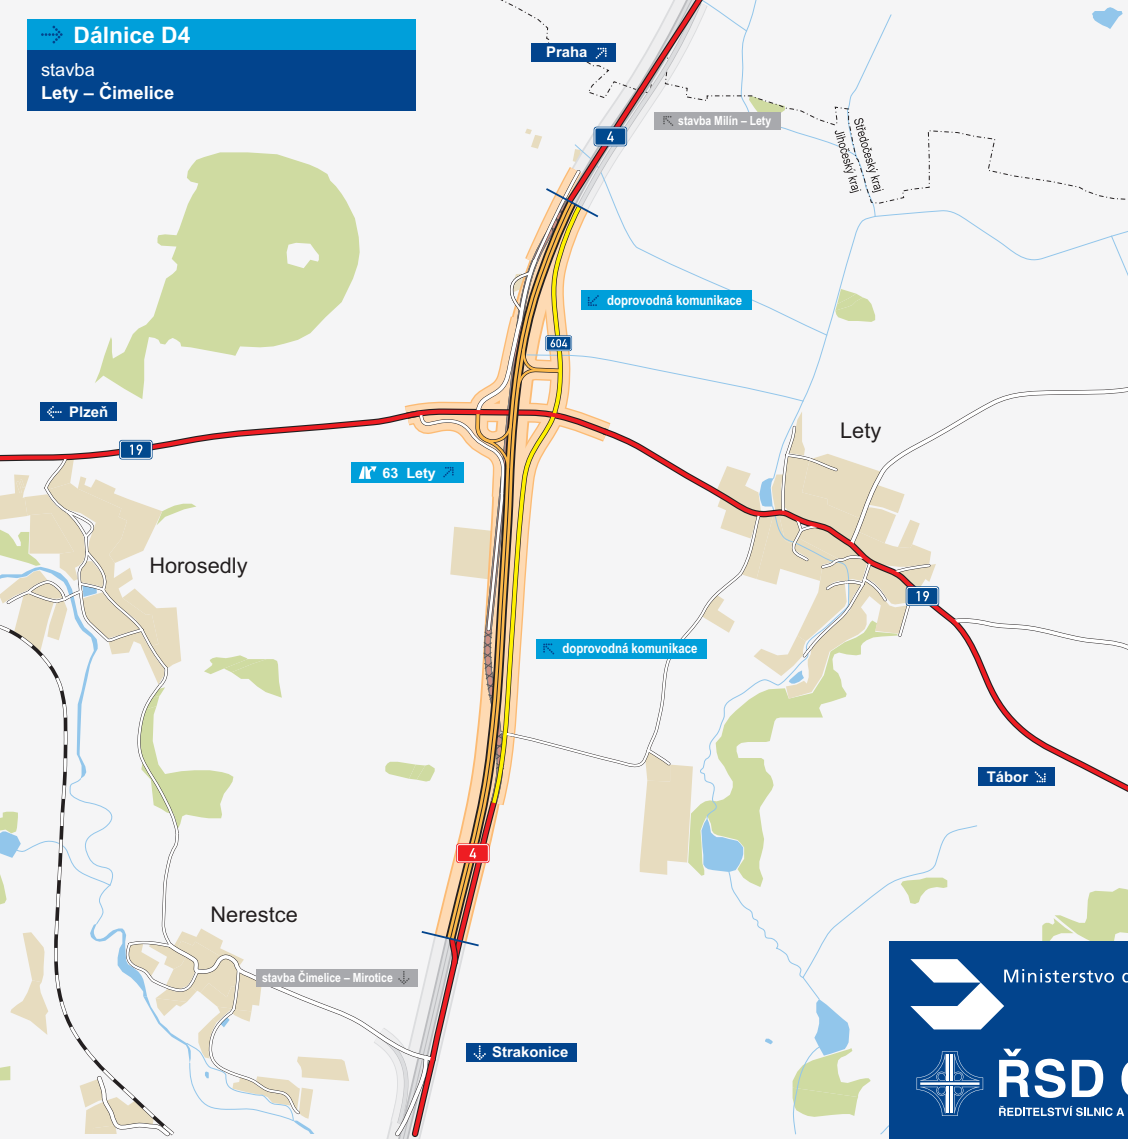 Dálnice D4
stavba
Lety – Čimelice
Praha
stavba Milín – Lety
4
Středočeský kraj
Jihočeský kraj
doprovodná komunikace
604
Plzeň
19
Lety
63 Lety
Horosedly
19
doprovodná komunikace
Tábor
4
Nerestce
stavba Čimelice – Mirotice
Ministerstvo d
Strakonice
ŘSD
ŘEDITELSTVÍ SILNIC A